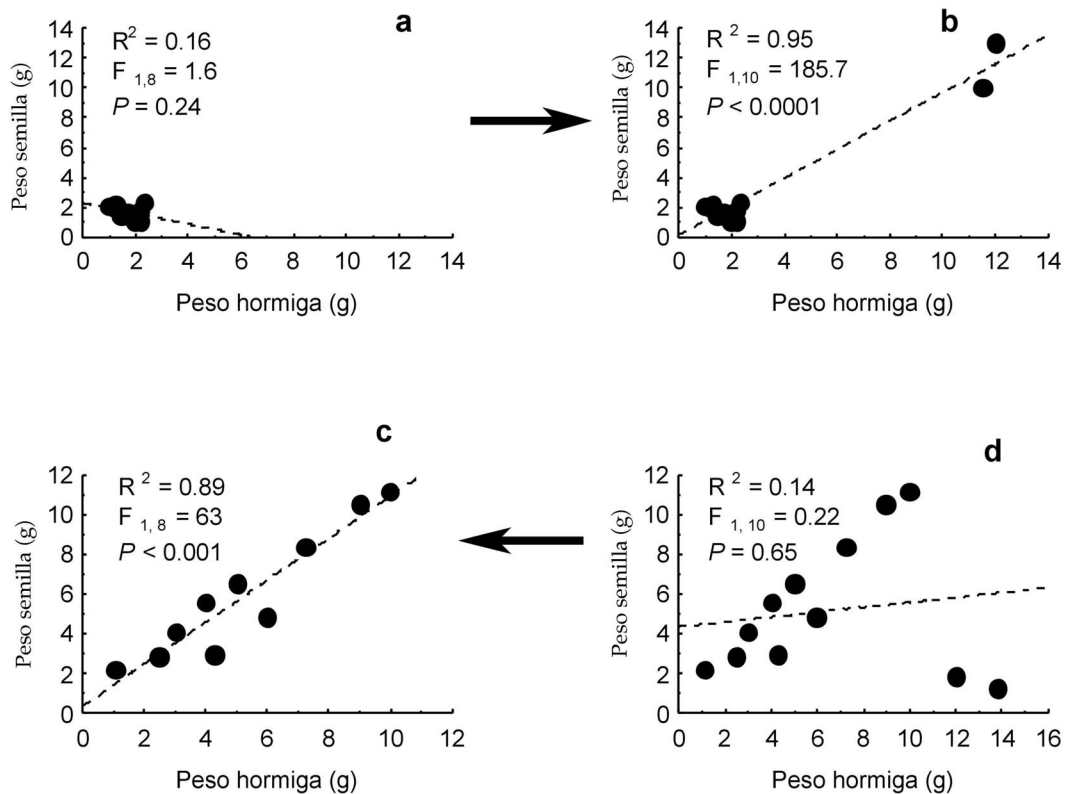 a
R² = 0.16
F 1,8 = 1.6
P = 0.24
Peso semilla (g)
14
12
10
8
6
4
2
0
0 2 4 6 8 10 12 14
Peso hormiga (g)
b
R ² = 0.95
F 1,10 = 185.7
P < 0.0001
Peso semilla (g)
14
12
10
8
6
4
2
0
0 2 4 6 8 10 12 14
Peso hormiga (g)
c
R ² = 0.89
F 1, 8 = 63
P < 0.001
Peso semilla (g)
12
10
8
6
4
2
0
0 2 4 6 8 10 12
Peso hormiga (g)
d
R ² = 0.14
F 1, 10 = 0.22
P = 0.65
Peso semilla (g)
12
10
8
6
4
2
0
0 2 4 6 8 10 12 14 16
Peso hormiga (g)